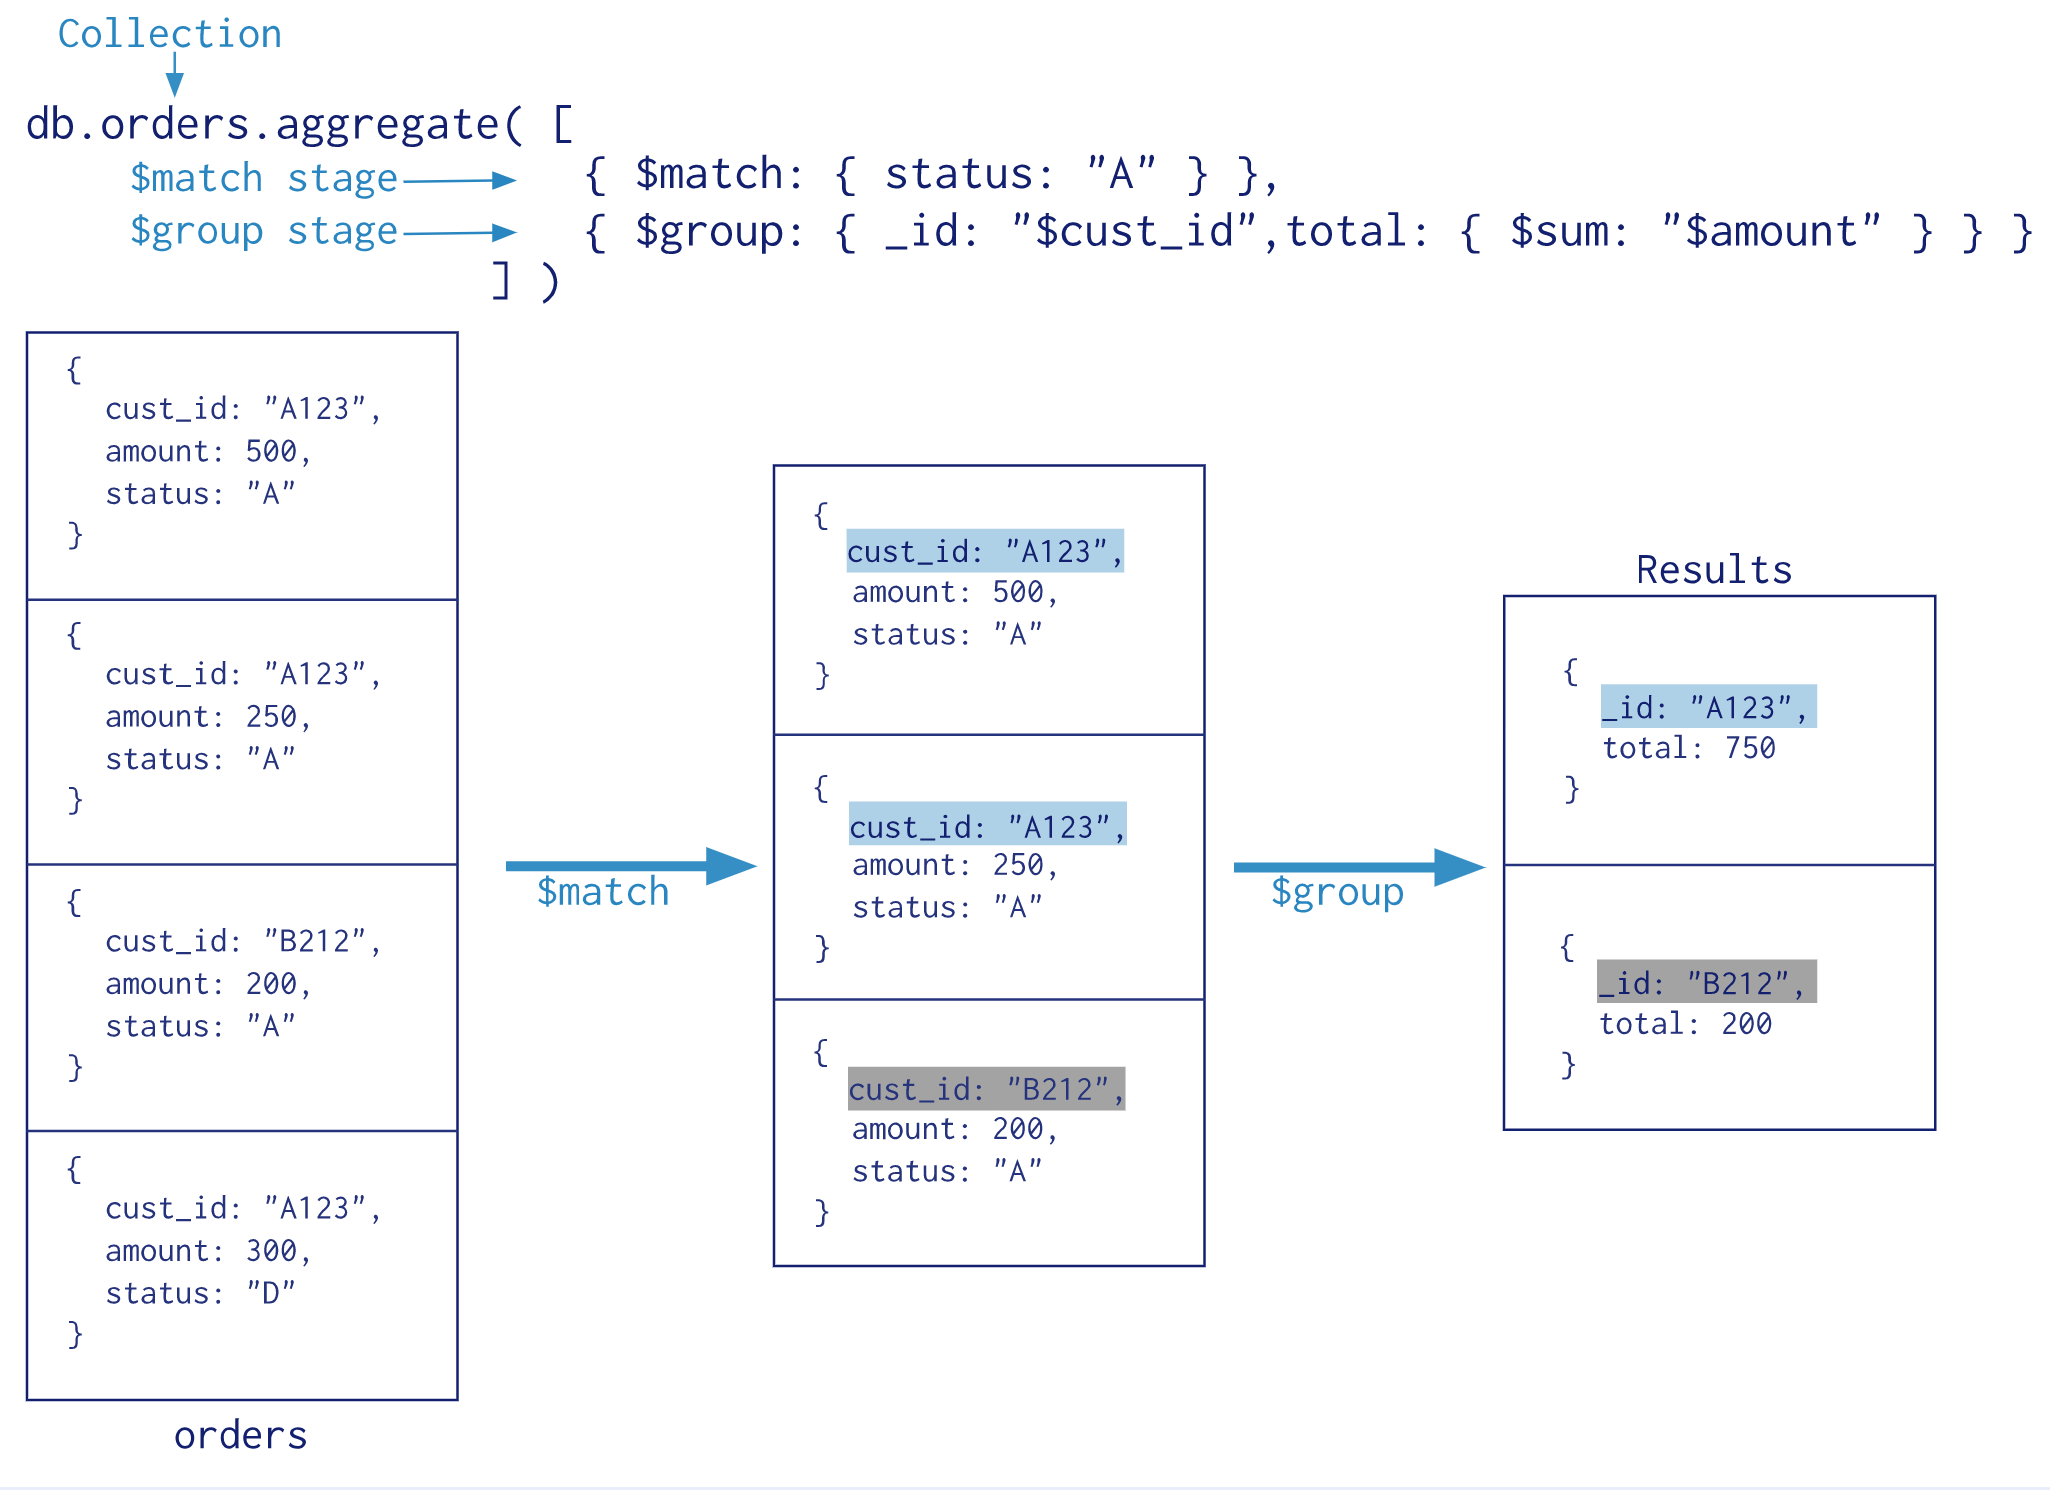 Collection
db.orders.aggregate( [
$match stage
{ $match: { status: "A" } },
$group stage
{ $group: { _id: "$cust_id",total: { $sum: "$amount" } } }
] )
{
cust_id: "A123",
amount: 500,
status: "A"
}
{
cust_id: "A123",
amount: 250,
status: "A"
}
{
cust_id: "B212",
amount: 200,
status: "A"
}
{
cust_id: "A123",
amount: 300,
status: "D"
}
orders
$match
{
cust_id: "A123",
amount: 500,
status: "A"
}
{
cust_id: "A123",
amount: 250,
status: "A"
}
{
cust_id: "B212",
amount: 200,
status: "A"
}
$group
Results
{
_id: "A123",
total: 750
}
{
_id: "B212",
total: 200
}